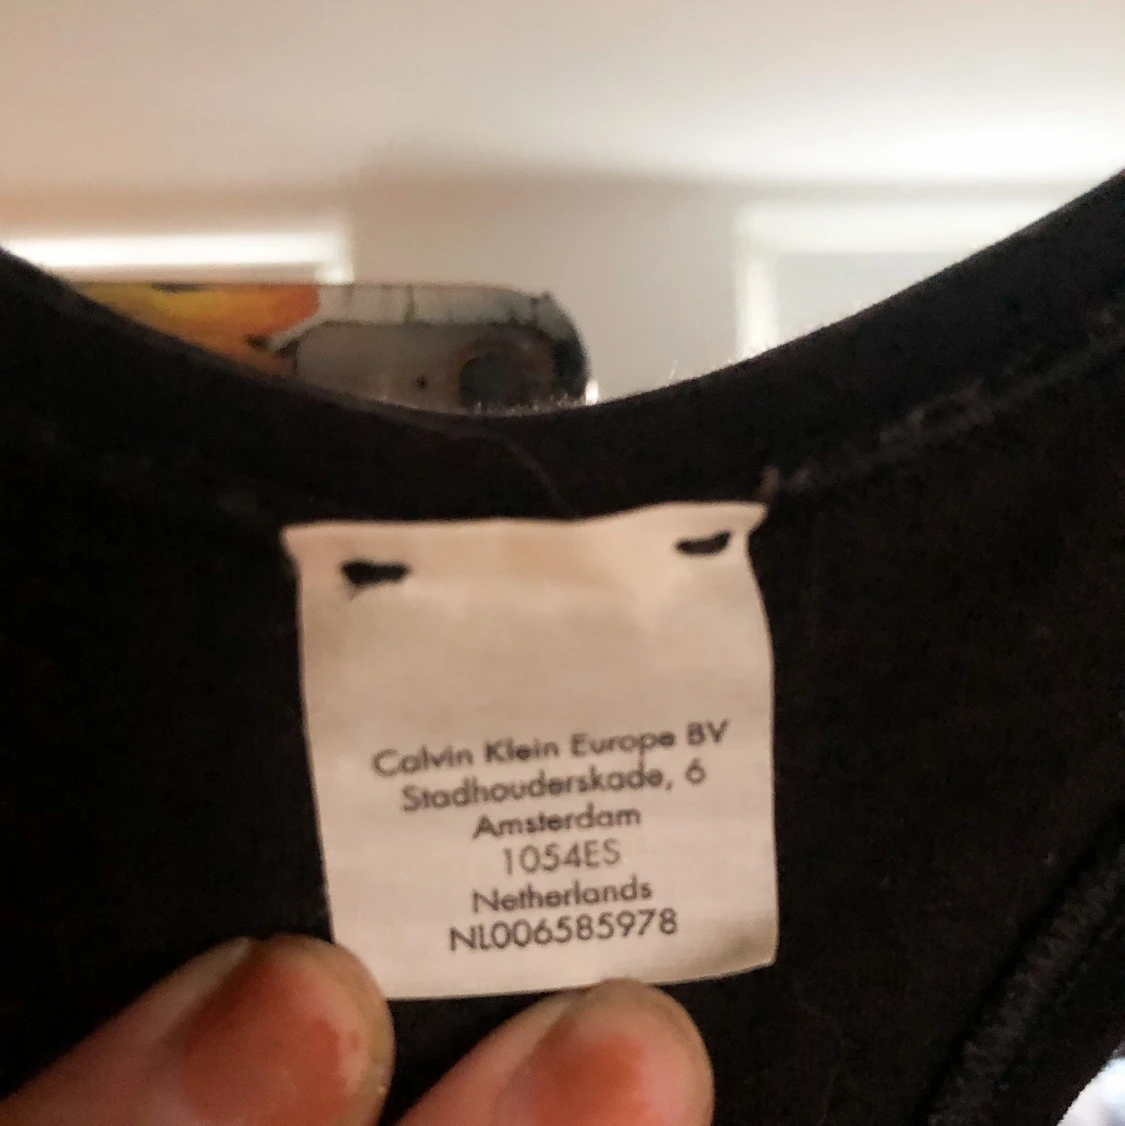 Calvin Klein Europe BV
Stadhouderskade, 6
Amsterdam
1054ES
Netherlands
NL006585978